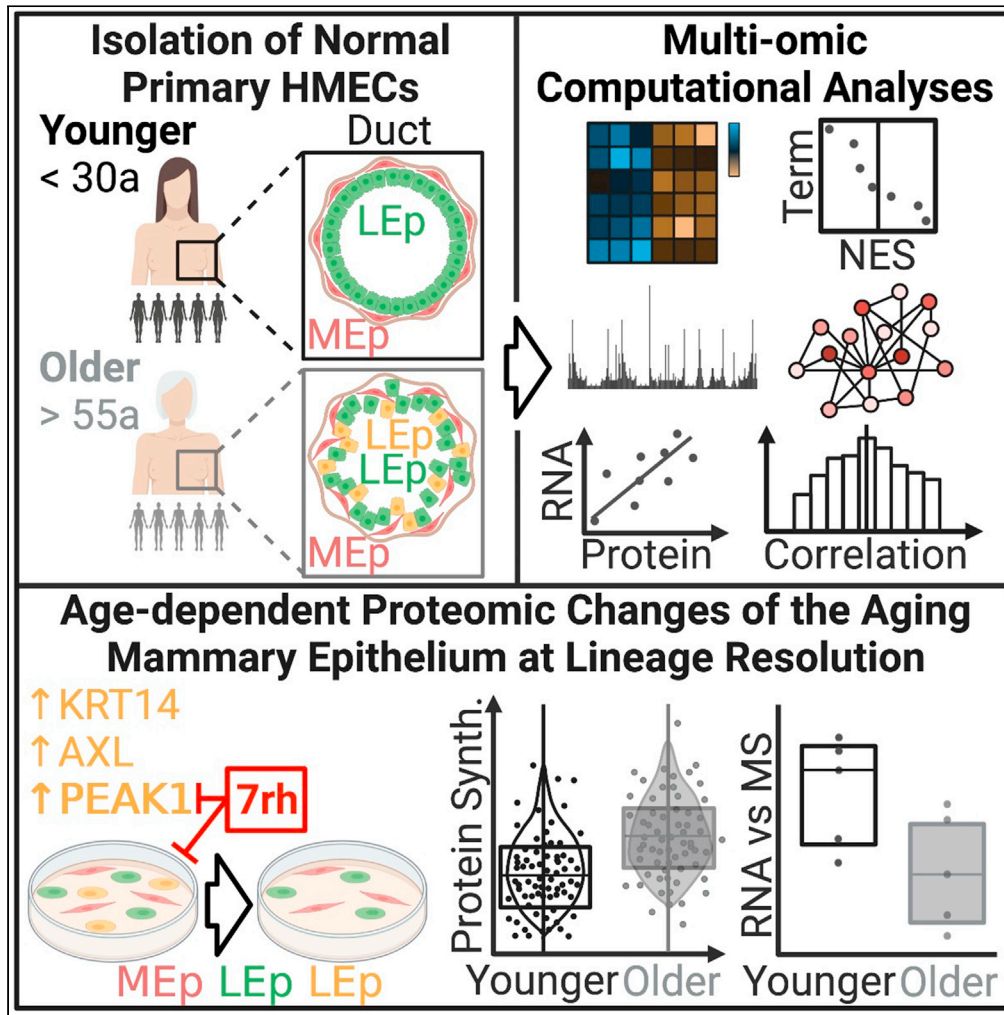 Isolation of Normal
Primary HMECs
Younger
< 30a
Duct
LEp
MEp
Older
> 55a
LEp
LEp
MEp
Multi-omic
Computational Analyses
Term
NES
RNA
Protein
Correlation
Age-dependent Proteomic Changes of the Aging
Mammary Epithelium at Lineage Resolution
↑ KRT14
↑ AXL
↑ PEAK1
7rh
MEp LEp LEp
Protein Synth.
Younger Older
RNA vs MS
Younger Older